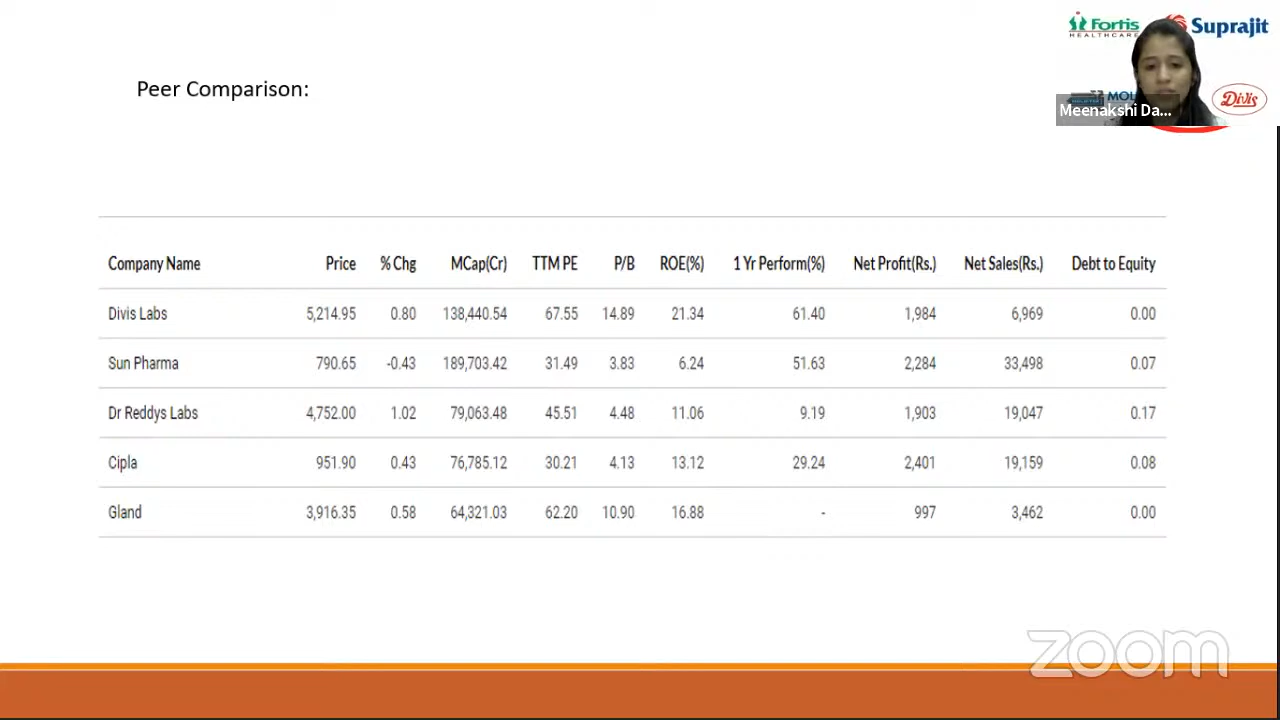 Fortis
HEALTHCARE
Suprajit
Divis
Meenakshi Da...
Peer Comparison:
Company Name Price % Chg MCap(Cr) TTM PE P/B ROE(%) 1 Yr Perform(%) Net Profit(Rs.) Net Sales(Rs.) Debt to Equity
Divis Labs 5,214.95 0.80 138,440.54 67.55 14.89 21.34 61.40 1,984 6,969 0.00
Sun Pharma 790.65 -0.43 189,703.42 31.49 3.83 6.24 51.63 2,284 33,498 0.07
Dr Reddys Labs 4,752.00 1.02 79,063.48 45.51 4.48 11.06 9.19 1,903 19,047 0.17
Cipla 951.90 0.43 76,785.12 30.21 4.13 13.12 29.24 2,401 19,159 0.08
Gland 3,916.35 0.58 64,321.03 62.20 10.90 16.88 - 997 3,462 0.00
zoom